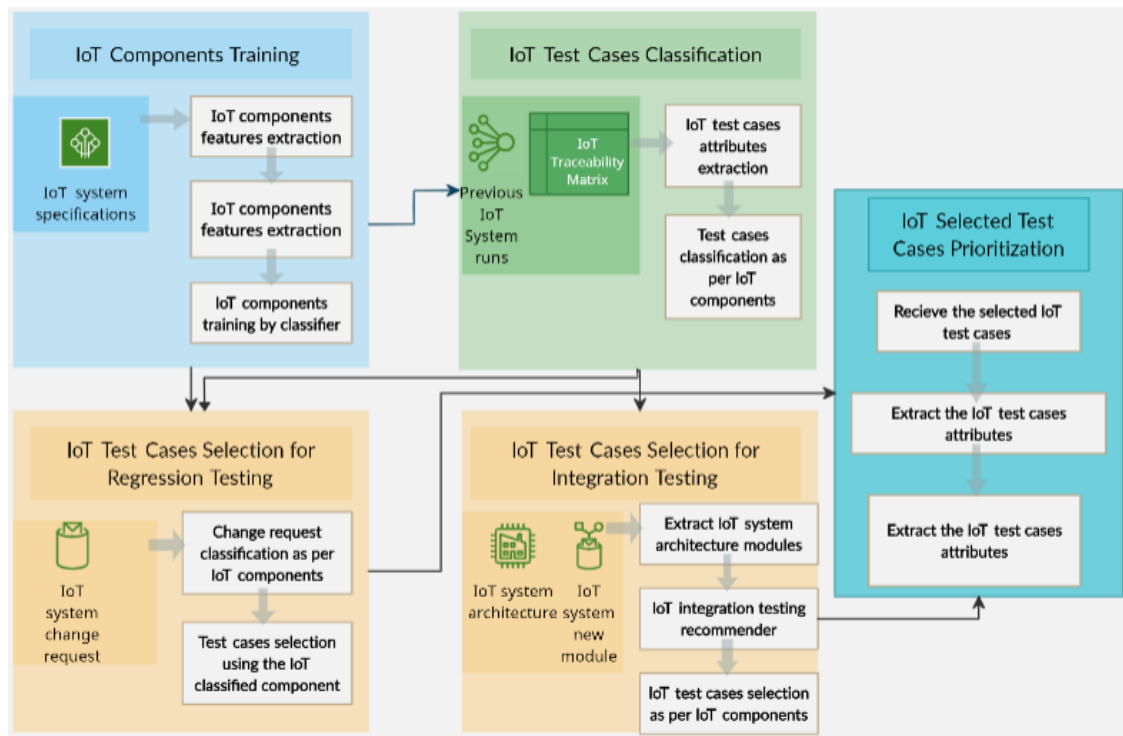 IoT Components Training
IoT system
specifications
IoT components
features extraction
IoT components
features extraction
IoT components
training by classifier
IoT Test Cases Classification
Previous
IoT
System
runs
IoT
Traceability
Matrix
IoT test cases
attributes
extraction
Test cases
classification as
per IoT
components
IoT Test Cases Selection for
Regression Testing
IoT
system
change
request
Change request
classification as per
IoT components
Test cases selection
using the IoT
classified component
IoT Test Cases Selection for
Integration Testing
IoT system
architecture
IoT
system
new
module
Extract IoT system
architecture modules
IoT integration testing
recommender
IoT test cases selection
as per IoT components
IoT Selected Test
Cases Prioritization
Recieve the selected IoT
test cases
Extract the IoT test cases
attributes
Extract the IoT test cases
attributes